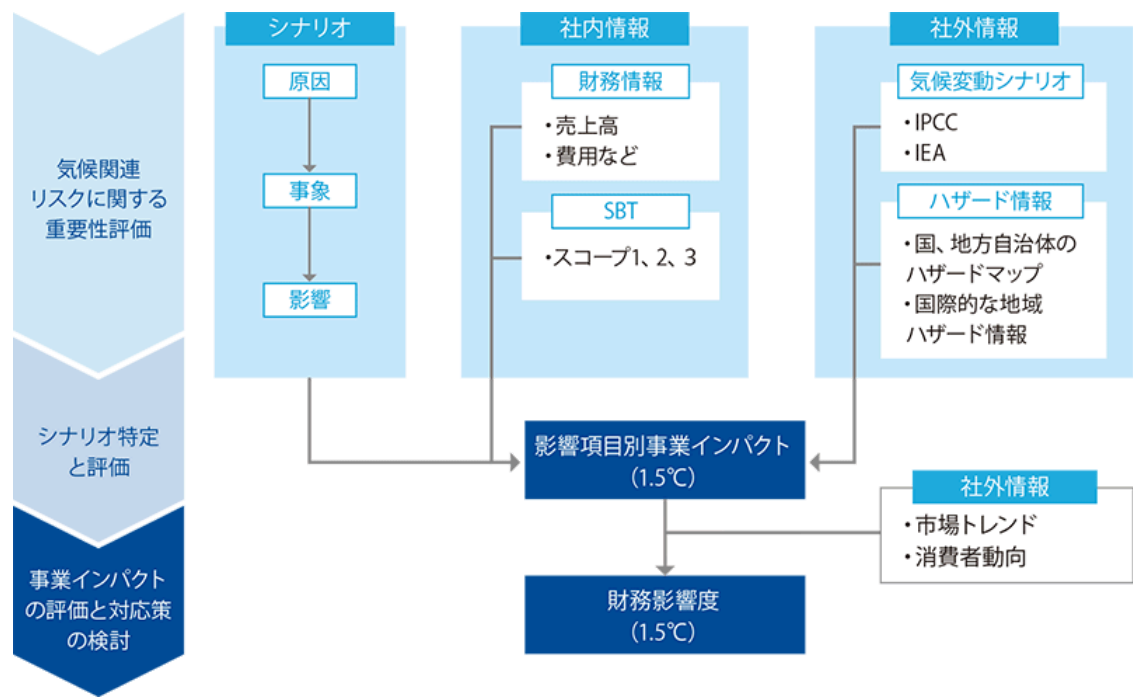 気候関連
リスクに関する
重要性評価
シナリオ特定
と評価
事業インパクト
の評価と対応策
の検討
シナリオ
原因
事象
影響
社内情報
財務情報
・売上高
・費用など
SBT
・スコープ1、2、3
社外情報
気候変動シナリオ
・IPCC
・IEA
ハザード情報
・国、地方自治体の
ハザードマップ
・国際的な地域
ハザード情報
影響項目別事業インパクト
(1.5℃)
社外情報
・市場トレンド
・消費者動向
財務影響度
(1.5℃)